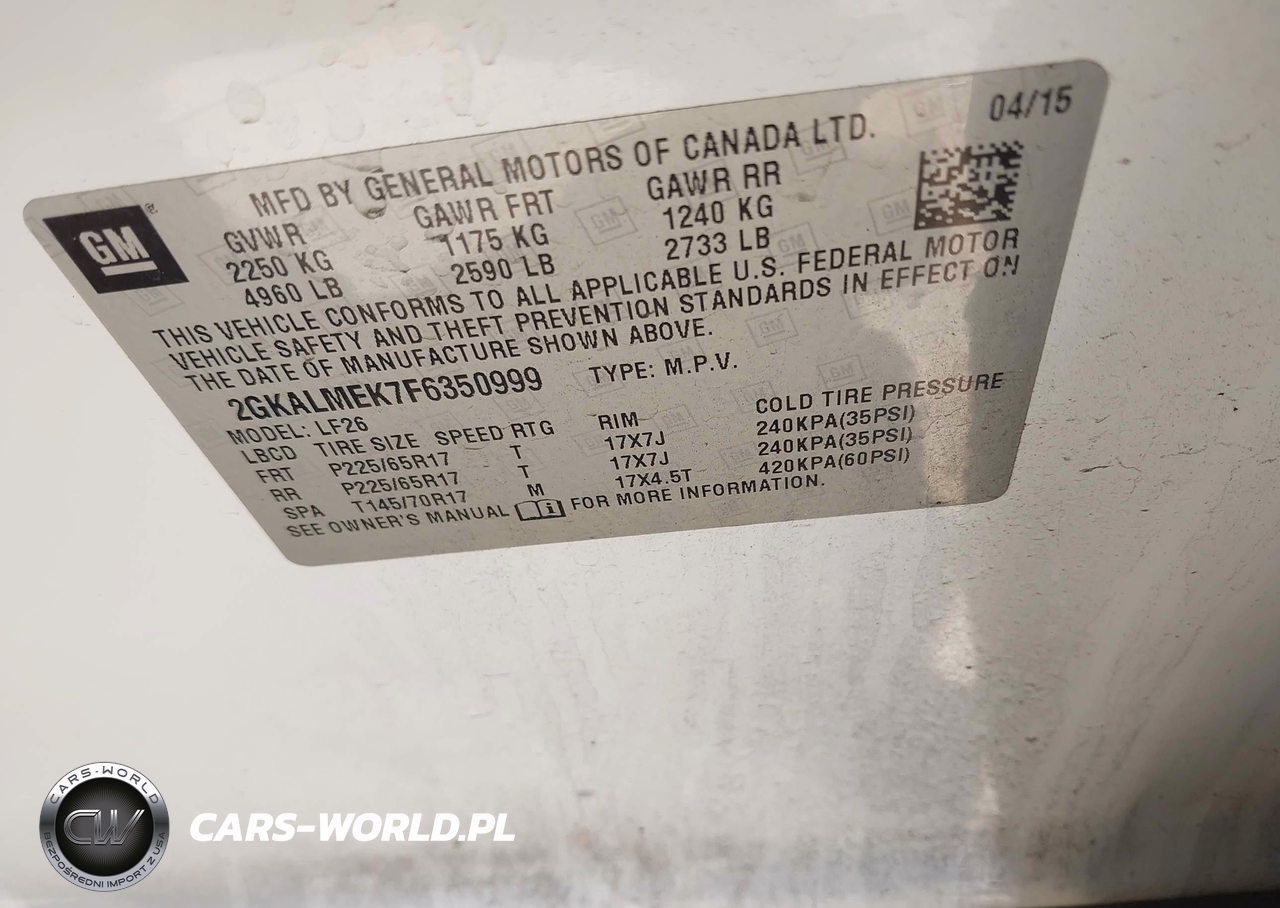 04/15
MFD BY GENERAL MOTORS OF CANADA LTD.
GM ®
GVWR GAWR FRT GAWR RR
2250 KG 1175 KG 1240 KG
4960 LB 2590 LB 2733 LB
THIS VEHICLE CONFORMS TO ALL APPLICABLE U.S. FEDERAL MOTOR
VEHICLE SAFETY AND THEFT PREVENTION STANDARDS IN EFFECT ON
THE DATE OF MANUFACTURE SHOWN ABOVE.
2GKALMEK7F6350999 TYPE: M.P.V.
MODEL: LF26
LBCD TIRE SIZE SPEED RTG RIM COLD TIRE PRESSURE
FRT P225/65R17 T 17X7J 240KPA(35PSI)
RR P225/65R17 T 17X7J 240KPA(35PSI)
SPA T145/70R17 M 17X4.5T 420KPA(60PSI)
SEE OWNER'S MANUAL FOR MORE INFORMATION.
CARS-WORLD
CW
BEZPOŚREDNI IMPORT Z USA
CARS-WORLD.PL